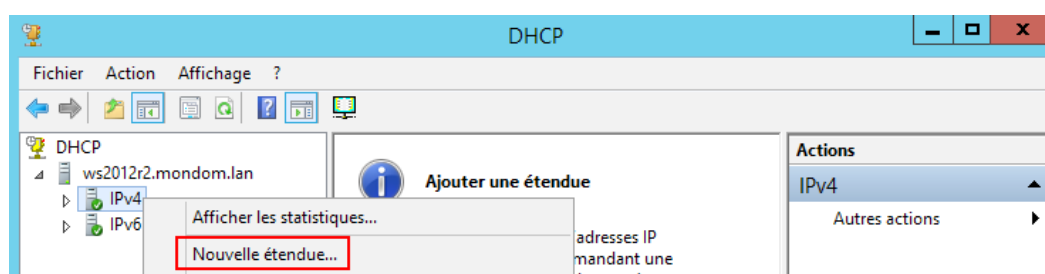 DHCP
Fichier Action Affichage ?
DHCP
ws2012r2.mondom.lan
IPv4
IPv6
Afficher les statistiques...
Nouvelle étendue...
Ajouter une étendue
adresses IP
mandant une
Actions
IPv4
Autres actions